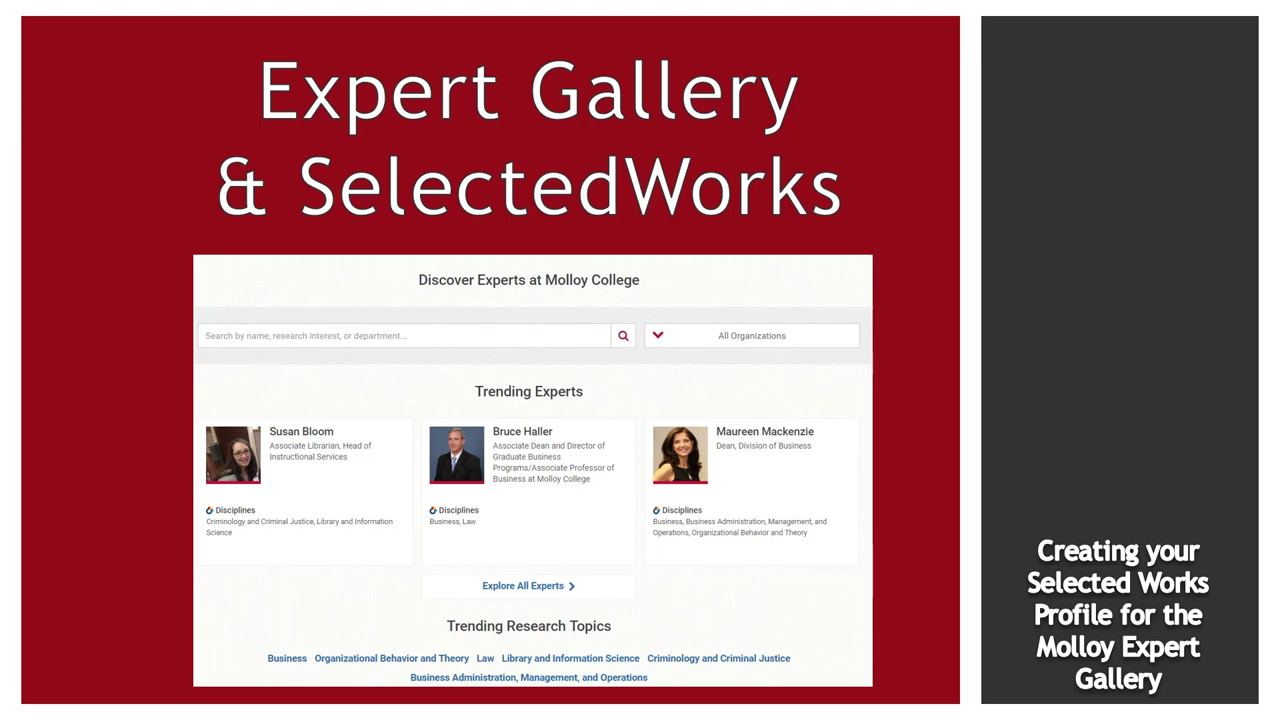 Expert Gallery
& SelectedWorks
Discover Experts at Molloy College
Search by name, research interest, or department...
All Organizations
Trending Experts
Susan Bloom
Associate Librarian, Head of
Instructional Services
Disciplines
Criminology and Criminal Justice, Library and Information
Science
Bruce Haller
Associate Dean and Director of
Graduate Business
Programs/Associate Professor of
Business at Molloy College
Disciplines
Business, Law
Maureen Mackenzie
Dean, Division of Business
Disciplines
Business, Business Administration, Management, and
Operations, Organizational Behavior and Theory
Explore All Experts
Trending Research Topics
Business Organizational Behavior and Theory Law Library and Information Science Criminology and Criminal Justice
Business Administration, Management, and Operations
Creating your
Selected Works
Profile for the
Molloy Expert
Gallery